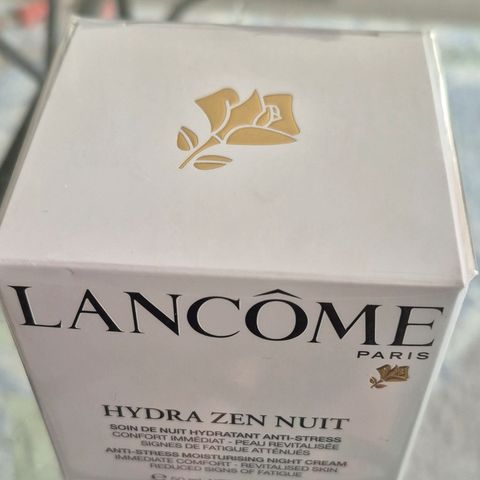 LANCÔME
PARIS
HYDRA ZEN NUIT
SOIN DE NUIT HYDRATANT ANTI-STRESS
CONFORT IMMÉDIAT - PEAU REVITALISÉE
SIGNES DE FATIGUE ATTÉNUÉS
ANTI-STRESS MOISTURISING NIGHT CREAM
IMMEDIATE COMFORT - REVITALISED SKIN
REDUCED SIGNS OF FATIGUE